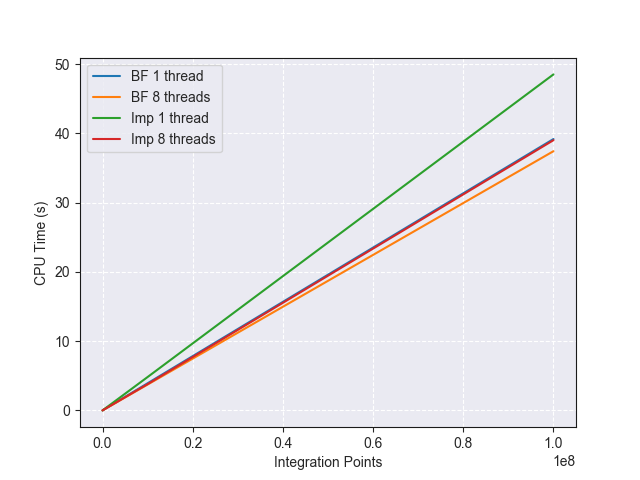 50
40
30
20
10
0
CPU Time (s)
BF 1 thread
BF 8 threads
Imp 1 thread
Imp 8 threads
0.0 0.2 0.4 0.6 0.8 1.0
1e8
Integration Points